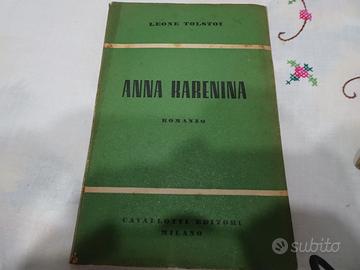 LEONE TOLSTOI
ANNA KARENINA
ROMANZO
CAVALLOTTI EDITORI
MILANO
subito